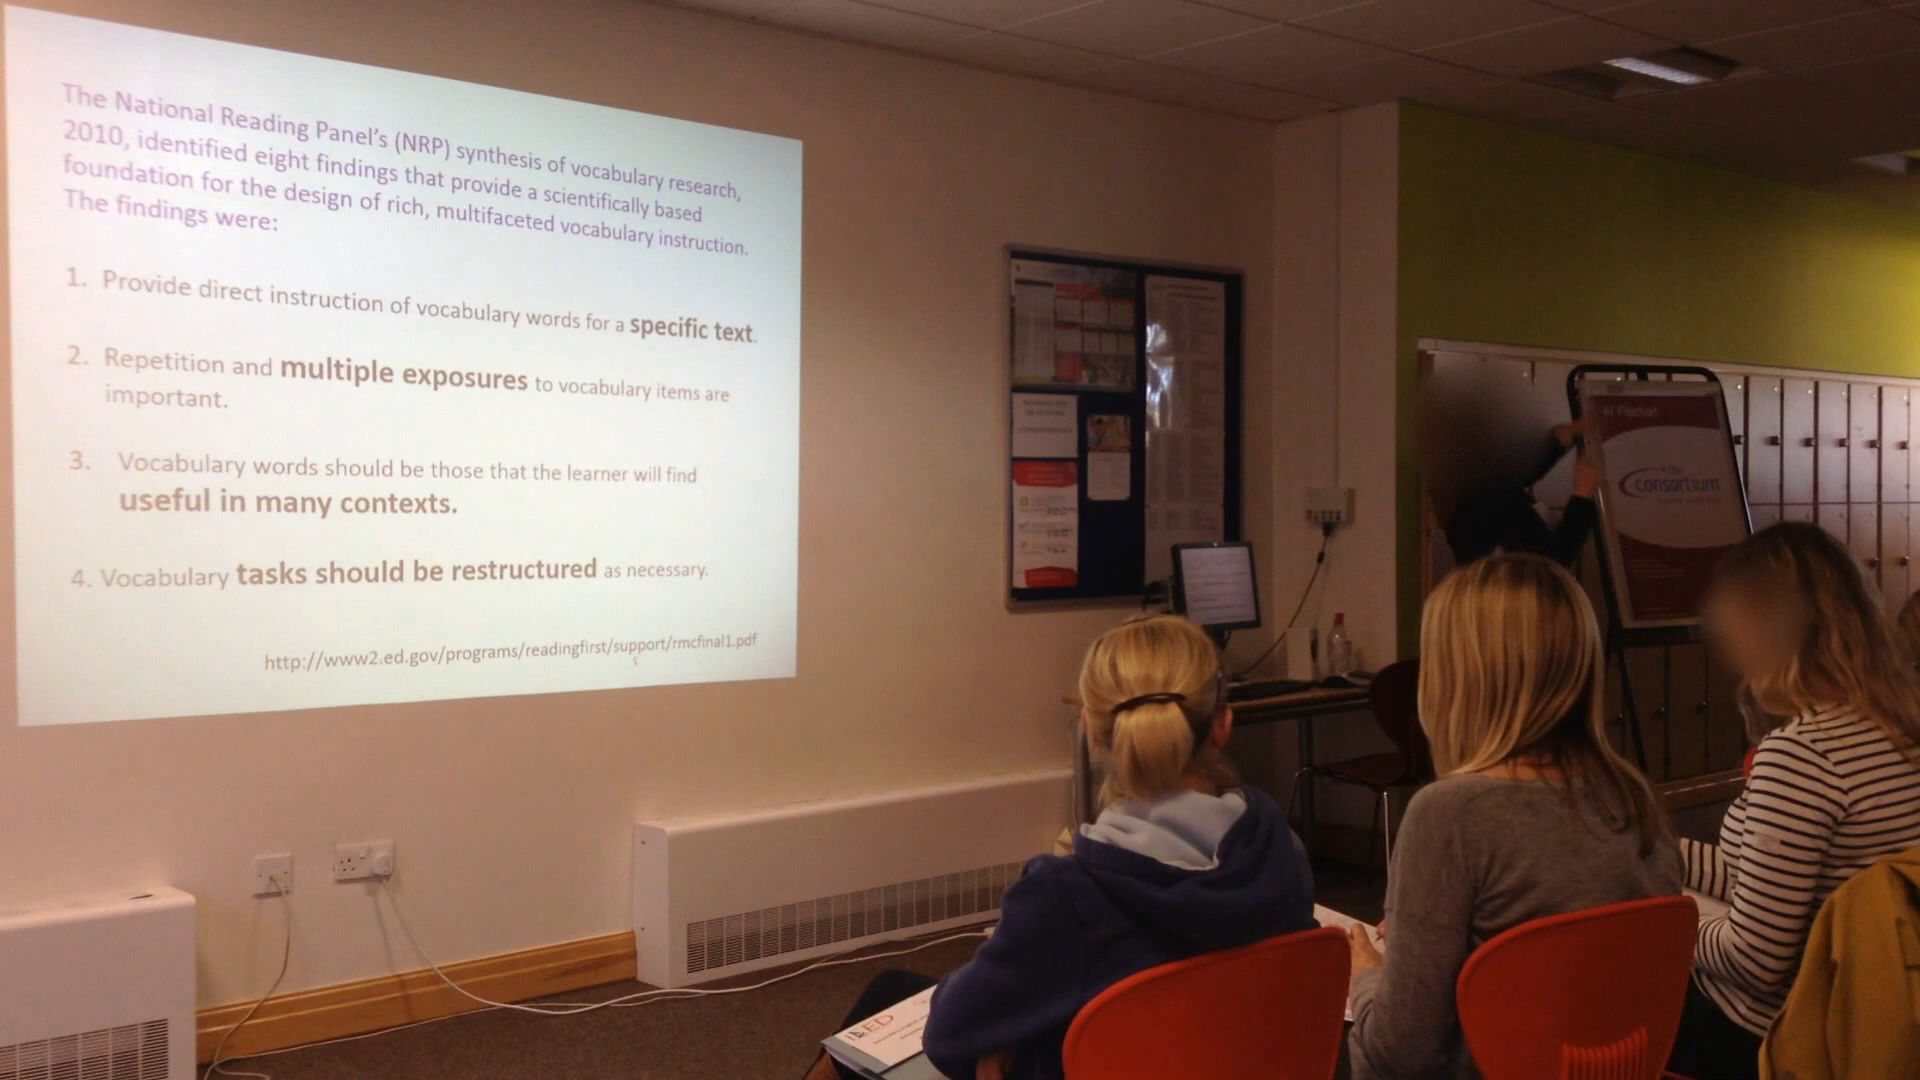 The National Reading Panel's (NRP) synthesis of vocabulary research,
2010, identified eight findings that provide a scientifically based
foundation for the design of rich, multifaceted vocabulary instruction.
The findings were:
1. Provide direct instruction of vocabulary words for a specific text.
2. Repetition and multiple exposures to vocabulary items are
important.
3. Vocabulary words should be those that the learner will find
useful in many contexts.
4. Vocabulary tasks should be restructured as necessary.
http://www2.ed.gov/programs/readingfirst/support/rmcfinal1.pdf
A1 Flipchart
the
consortium